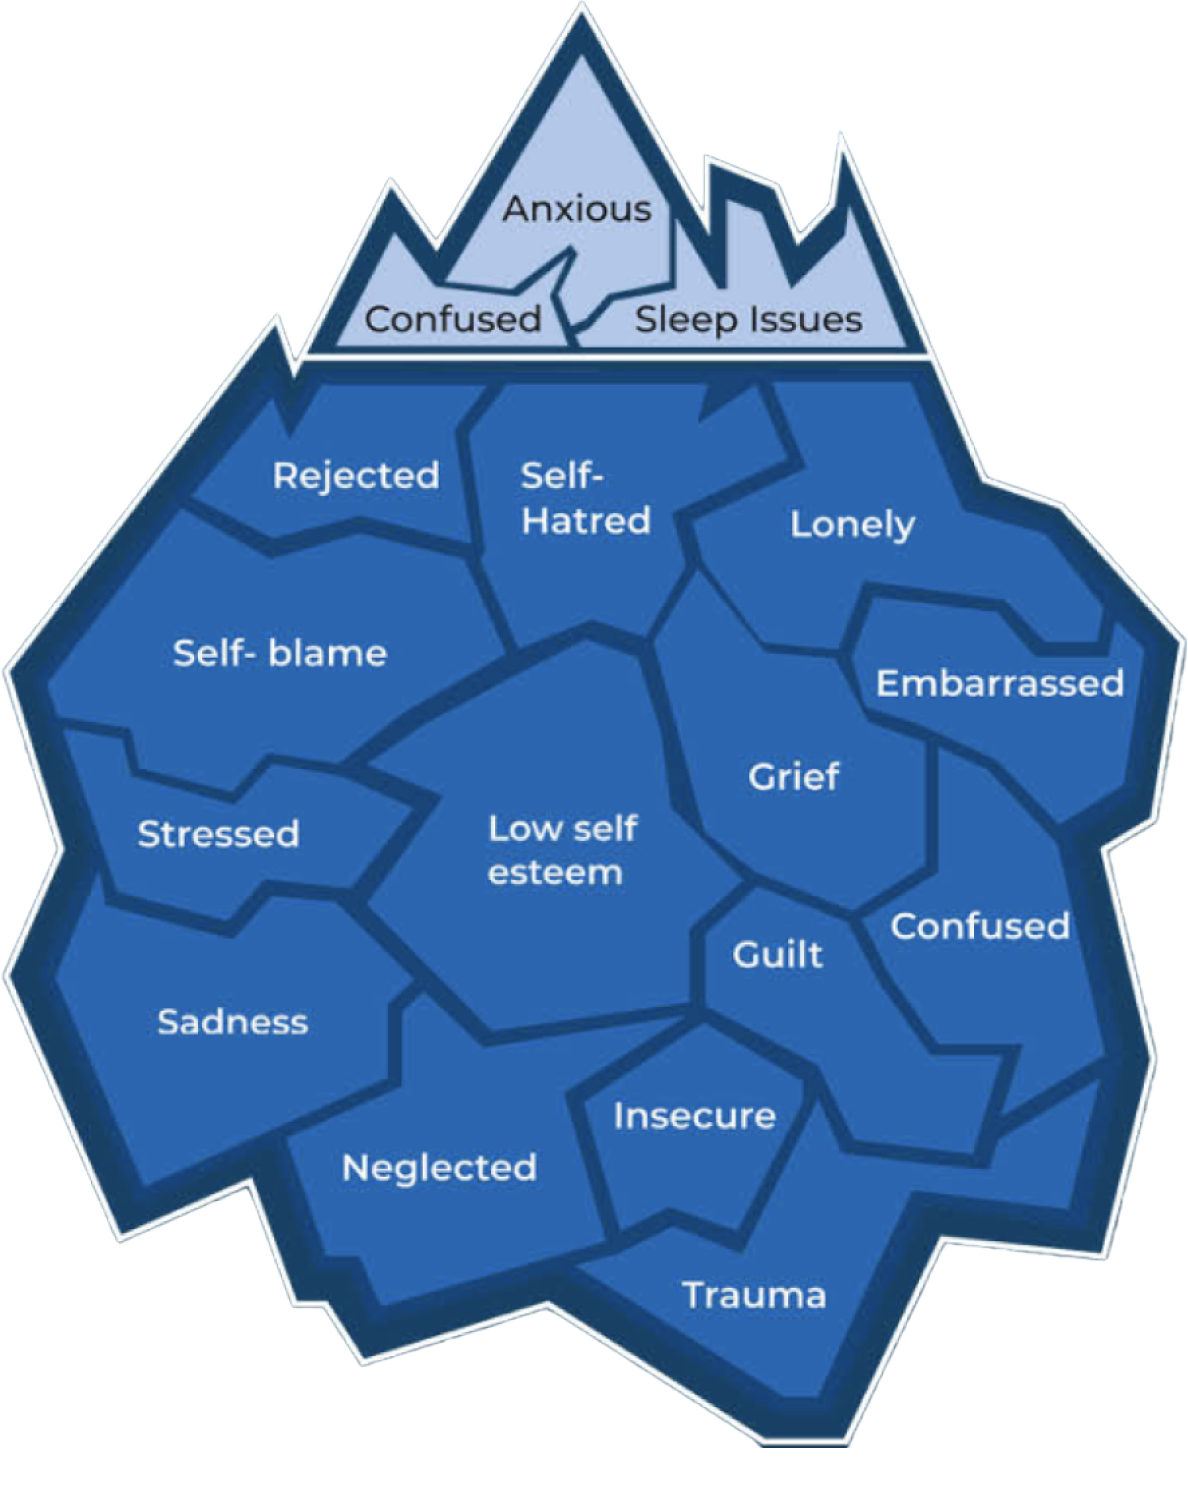 Anxious
Confused
Sleep Issues
Rejected
Self-
Hatred
Lonely
Self- blame
Embarrassed
Grief
Stressed
Low self
esteem
Confused
Guilt
Sadness
Insecure
Neglected
Trauma